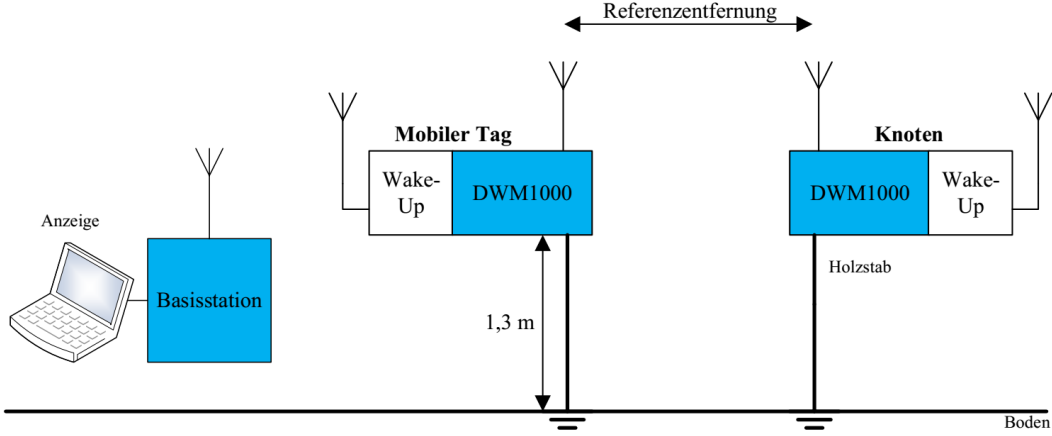 Referenzentfernung
Mobiler Tag
Knoten
Wake-
Up
DWM1000
DWM1000
Wake-
Up
Anzeige
Basisstation
Holzstab
1,3 m
Boden